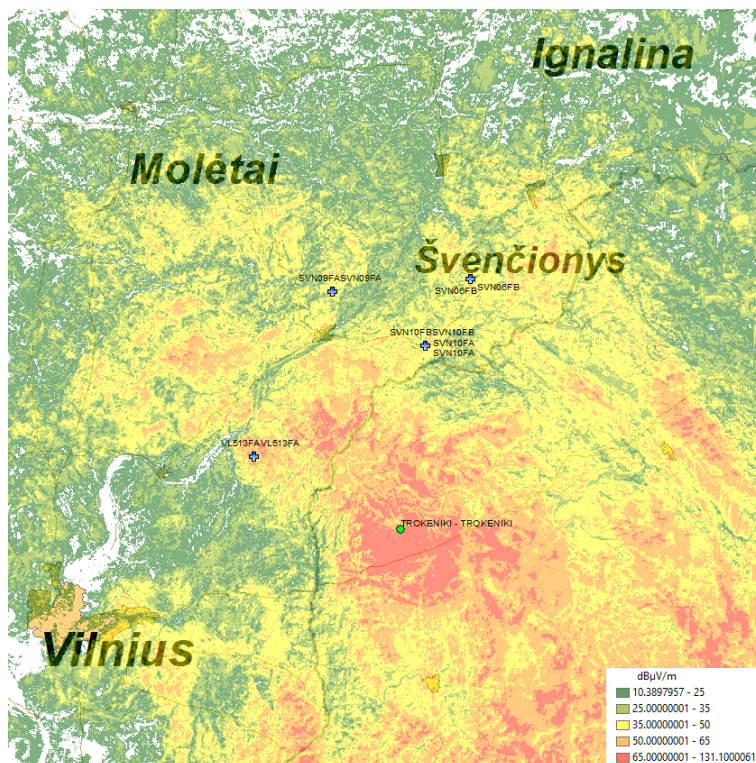 Ignalina
Molėtai
Švenčionys
SVN09FASVN09FA
SVN06FB
SVN06FB
SVN10FBSVN10FB
SVN10FA
SVN10FA
VL513FAVL513FA
TROKENIKI - TROKENIKI
Vilnius
dBµV/m
10.3897957 - 25
25.00000001 - 35
35.00000001 - 50
50.00000001 - 65
65.00000001 - 131.1000061